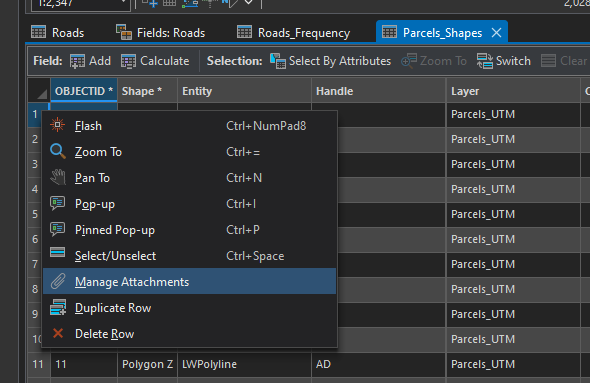 1:2,347 2,028
Roads Fields: Roads Roads_Frequency Parcels_Shapes
Field: Add Calculate Selection: Select By Attributes Zoom To Switch Clear
OBJECTID * Shape * Entity Handle Layer
1 Parcels_UTM
Flash Ctrl+NumPad8
2 Parcels_UTM
Zoom To Ctrl+=
3 Parcels_UTM
Pan To Ctrl+N
4 Parcels_UTM
Pop-up Ctrl+I
5 Parcels_UTM
Pinned Pop-up Ctrl+P
6 Parcels_UTM
Select/Unselect Ctrl+Space
7 Parcels_UTM
Manage Attachments
8 Parcels_UTM
Duplicate Row
9 Parcels_UTM
Delete Row
10 Parcels_UTM
11 11 Polygon Z LWPolyline AD Parcels_UTM